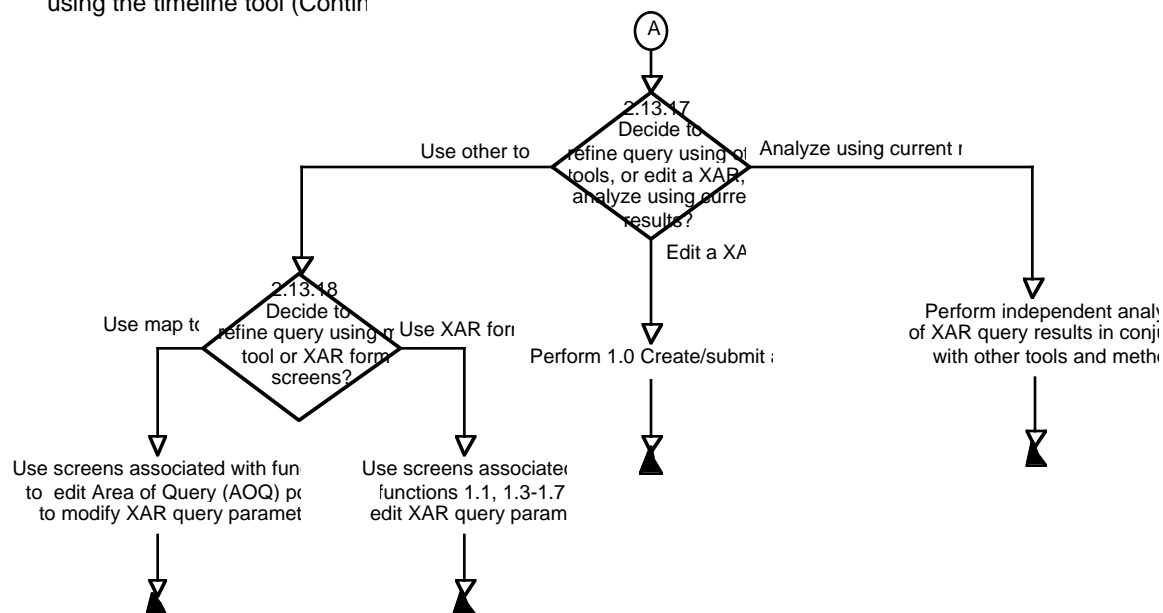 using the timeline tool (Contin
A
2.13.17
Decide to
refine query using of
tools, or edit a XAR,
analyze using curre
results?
Use other to
Analyze using current r
Edit a XA
2.13.18
Decide to
refine query using m
tool or XAR form
screens?
Use map to
Use XAR for
Perform 1.0 Create/submit a
Perform independent analy
of XAR query results in conju
with other tools and metho
Use screens associated with fun
to edit Area of Query (AOQ) po
to modify XAR query paramet
Use screens associated
functions 1.1, 1.3-1.7
edit XAR query param